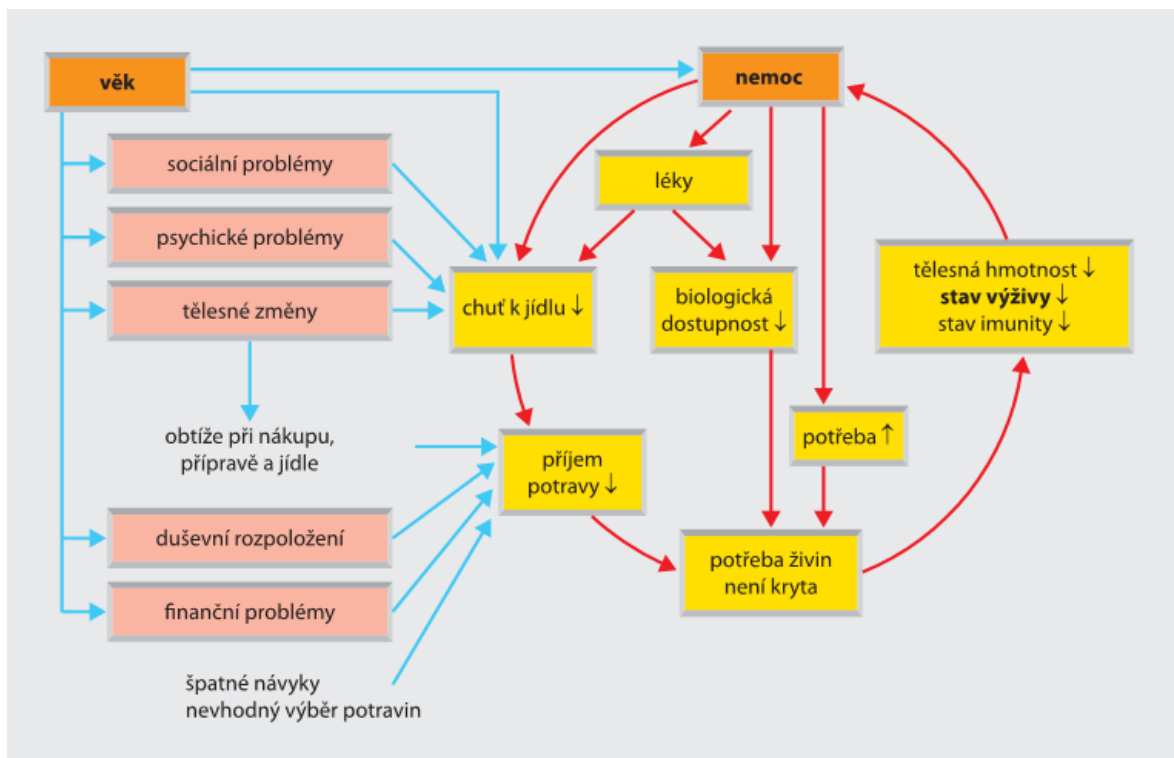 věk
nemoc
sociální problémy
léky
psychické problémy
tělesné změny
chuť k jídlu ↓
biologická
dostupnost ↓
tělesná hmotnost ↓
stav výživy ↓
stav imunity ↓
obtíže při nákupu,
přípravě a jídle
příjem
potravy ↓
potřeba ↑
duševní rozpoložení
potřeba živin
není kryta
finanční problémy
špatné návyky
nevhodný výběr potravin